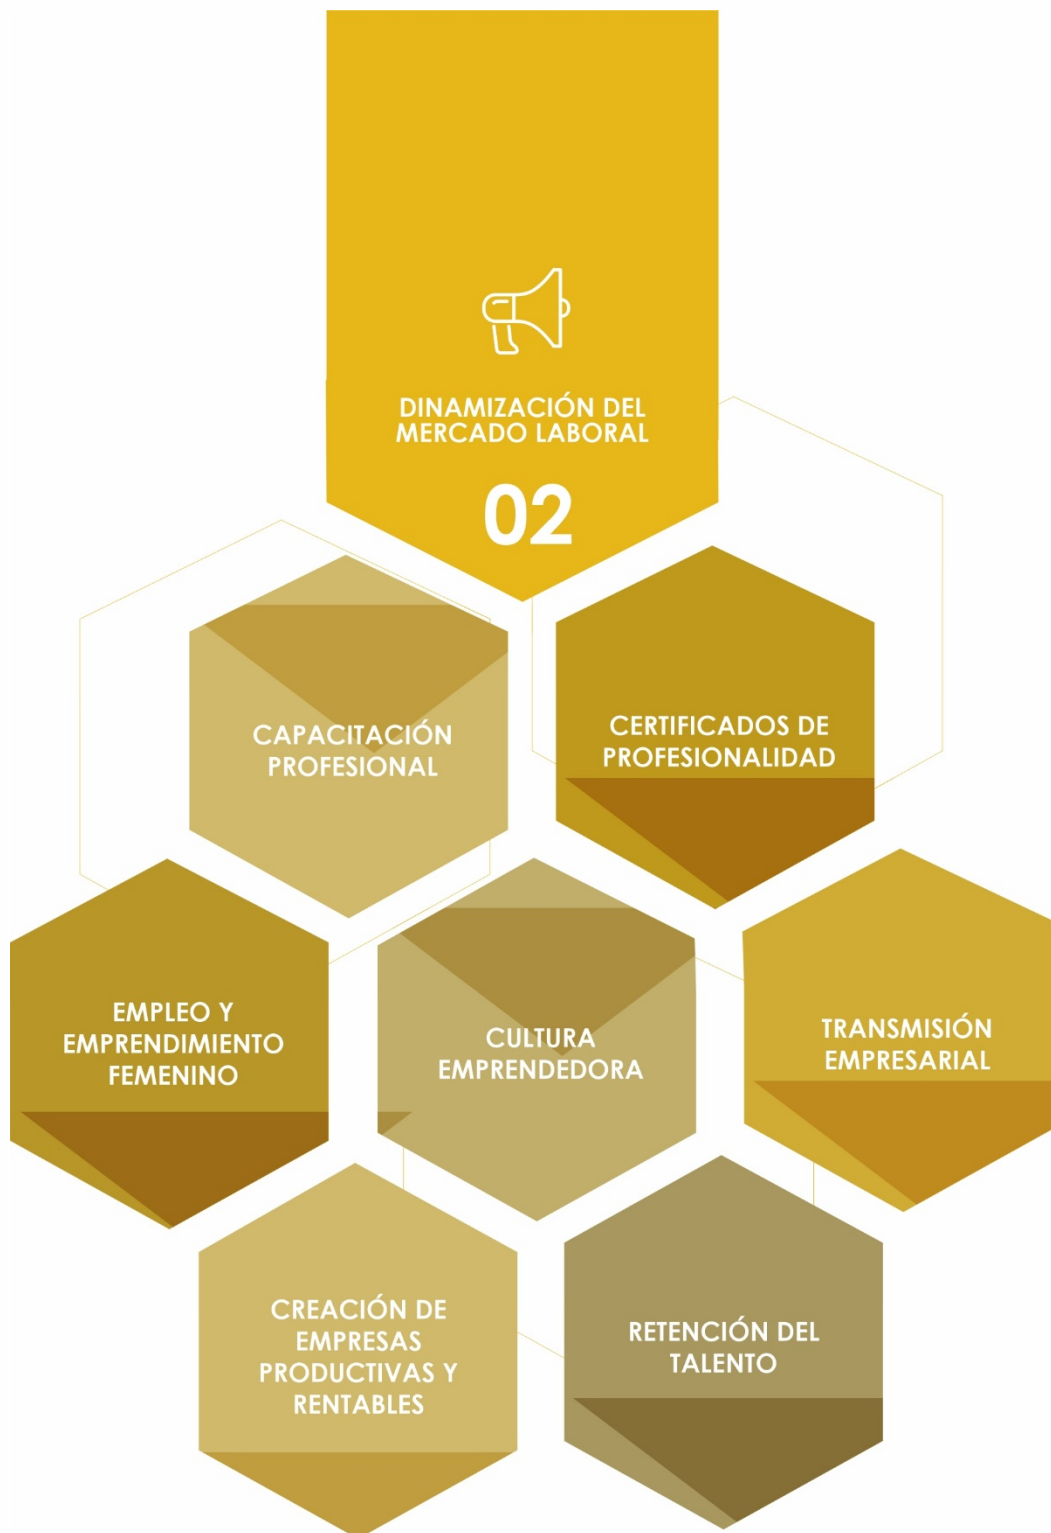 DINAMIZACIÓN DEL
MERCADO LABORAL
02
CAPACITACIÓN
PROFESIONAL
CERTIFICADOS DE
PROFESIONALIDAD
EMPLEO Y
EMPRENDIMIENTO
FEMENINO
CULTURA
EMPRENDEDORA
TRANSMISIÓN
EMPRESARIAL
CREACIÓN DE
EMPRESAS
PRODUCTIVAS Y
RENTABLES
RETENCIÓN DEL
TALENTO